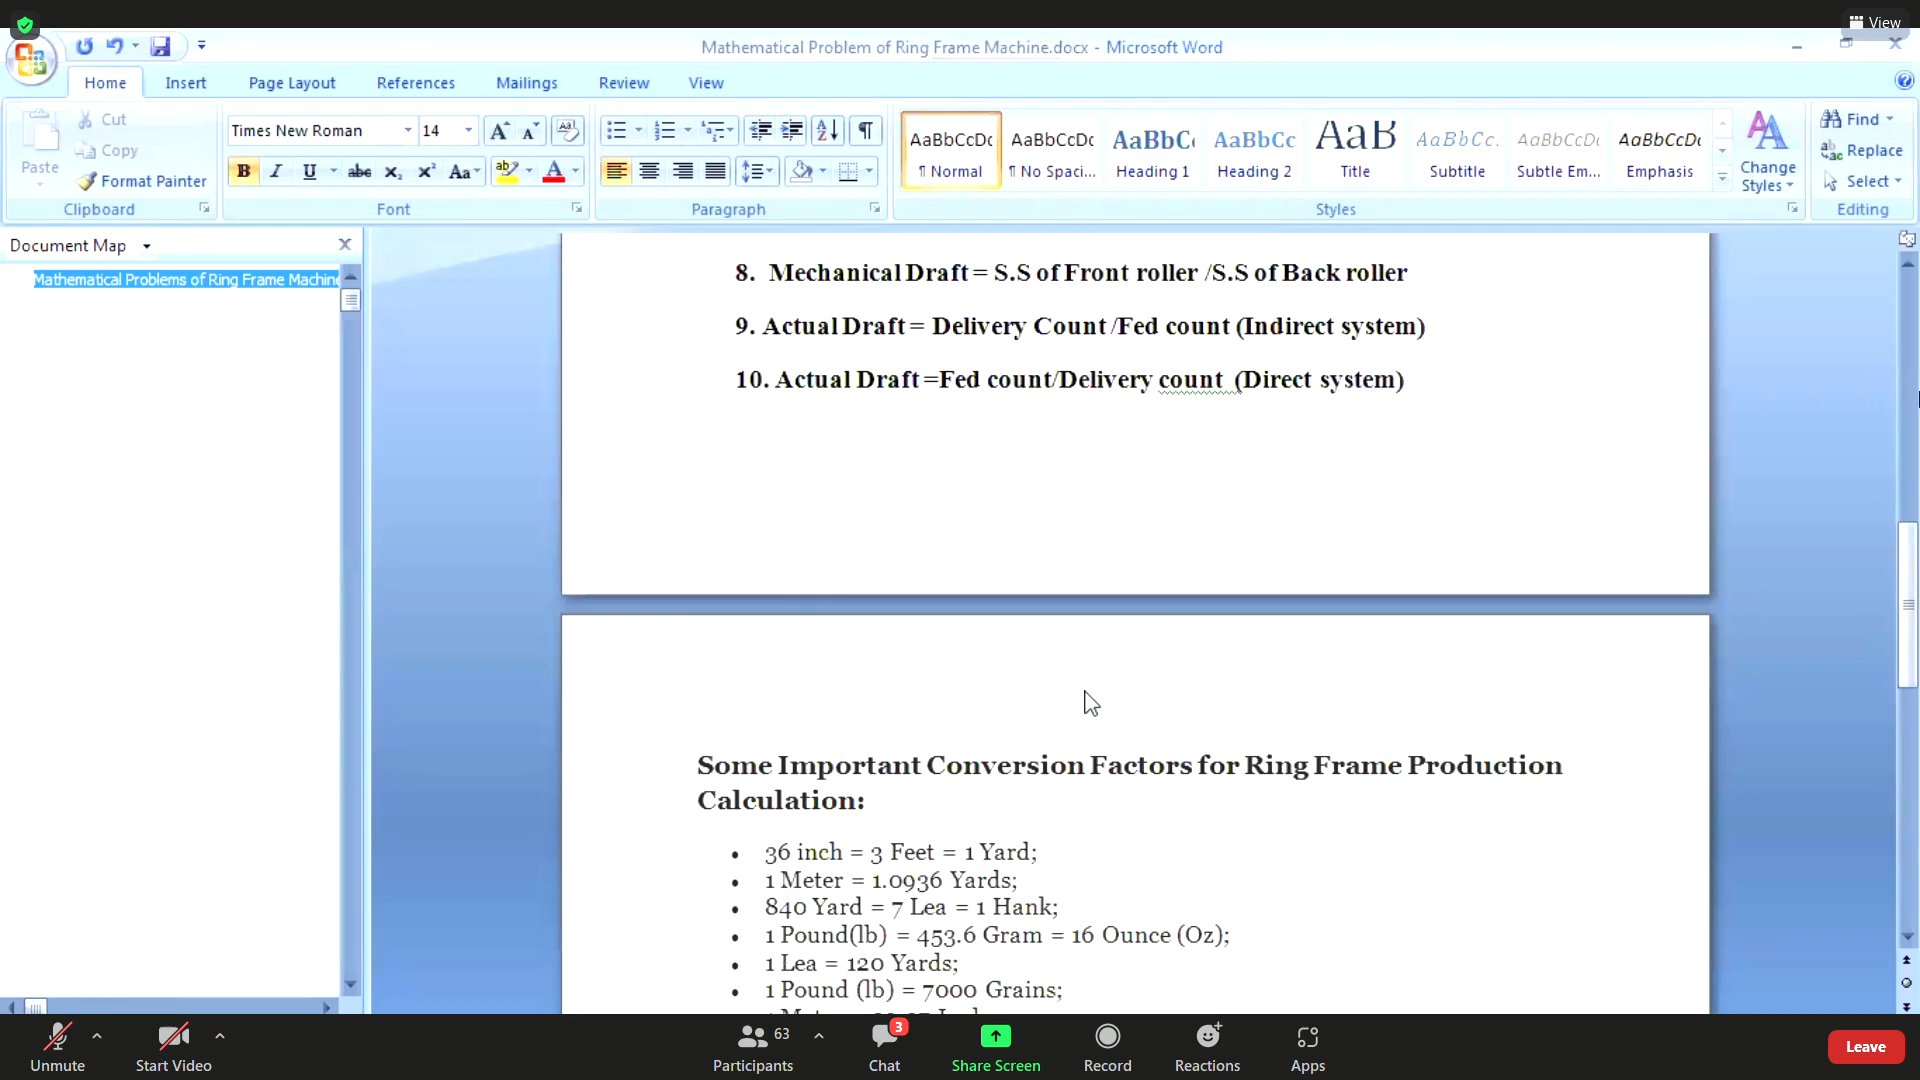 View
Mathematical Problem of Ring Frame Machine.docx - Microsoft Word
Home Insert Page Layout References Mailings Review View
Paste
Cut
Copy
Format Painter
Clipboard
Times New Roman 14
Font
Paragraph
AaBbCcDc AaBbCcDc AaBbC AaBbCc AaB AaBbCc. AaBbCcDc AaBbCcDc
¶ Normal ¶ No Spaci... Heading 1 Heading 2 Title Subtitle Subtle Em... Emphasis
Change
Styles
Styles
Find
Replace
Select
Editing
Document Map
Mathematical Problems of Ring Frame Machin
8. Mechanical Draft = S.S of Front roller /S.S of Back roller
9. Actual Draft = Delivery Count /Fed count (Indirect system)
10. Actual Draft =Fed count/Delivery count (Direct system)
Some Important Conversion Factors for Ring Frame Production
Calculation:
• 36 inch = 3 Feet = 1 Yard;
• 1 Meter = 1.0936 Yards;
• 840 Yard = 7 Lea = 1 Hank;
• 1 Pound(lb) = 453.6 Gram = 16 Ounce (Oz);
• 1 Lea = 120 Yards;
• 1 Pound (lb) = 7000 Grains;
Unmute Start Video Participants 63 Chat 3 Share Screen Record Reactions Apps Leave